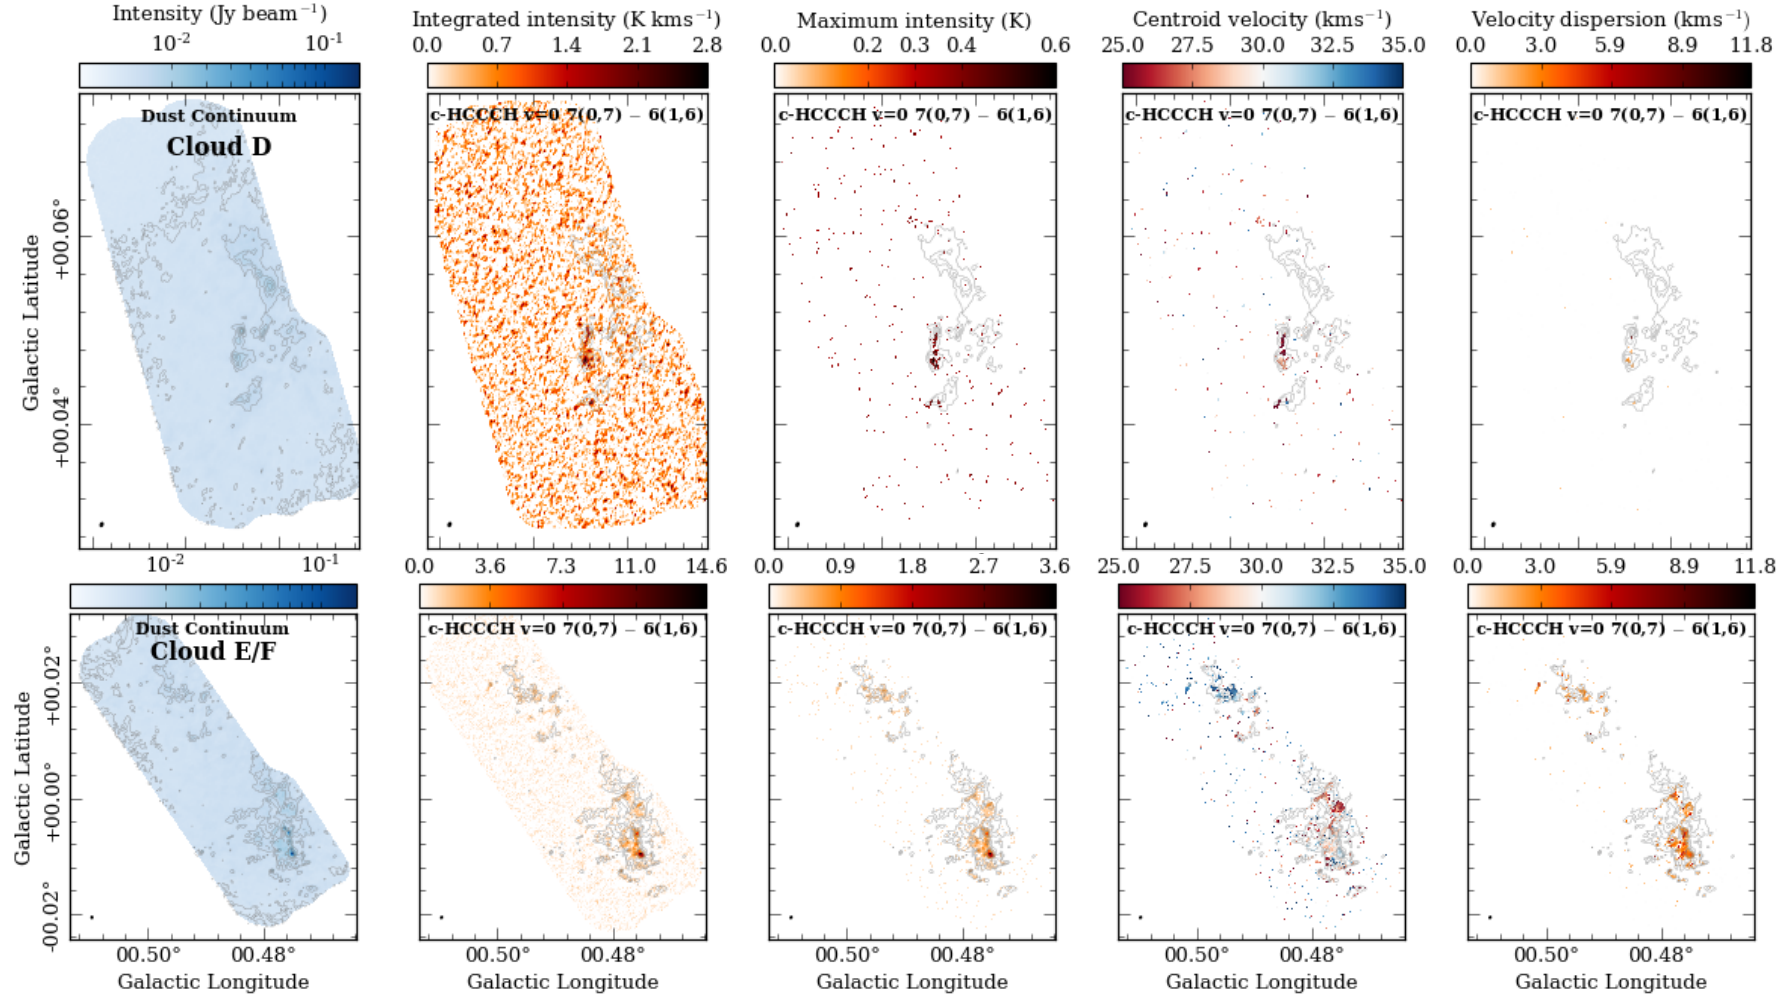 Intensity (Jy beam⁻¹)
Integrated intensity (K kms⁻¹)
Maximum intensity (K)
Centroid velocity (kms⁻¹)
Velocity dispersion (kms⁻¹)
10⁻² 10⁻¹
0.0 0.7 1.4 2.1 2.8
0.0 0.2 0.3 0.4 0.6
25.0 27.5 30.0 32.5 35.0
0.0 3.0 5.9 8.9 11.8
Dust Continuum
Cloud D
c-HCCCH v=0 7(0,7) − 6(1,6)
c-HCCCH v=0 7(0,7) − 6(1,6)
c-HCCCH v=0 7(0,7) − 6(1,6)
c-HCCCH v=0 7(0,7) − 6(1,6)
Galactic Latitude
+00.06°
+00.04°
10⁻² 10⁻¹
0.0 3.6 7.3 11.0 14.6
0.0 0.9 1.8 2.7 3.6
25.0 27.5 30.0 32.5 35.0
0.0 3.0 5.9 8.9 11.8
Dust Continuum
Cloud E/F
c-HCCCH v=0 7(0,7) − 6(1,6)
c-HCCCH v=0 7(0,7) − 6(1,6)
c-HCCCH v=0 7(0,7) − 6(1,6)
c-HCCCH v=0 7(0,7) − 6(1,6)
Galactic Latitude
+00.02°
+00.00°
-00.02°
00.50° 00.48°
00.50° 00.48°
00.50° 00.48°
00.50° 00.48°
00.50° 00.48°
Galactic Longitude
Galactic Longitude
Galactic Longitude
Galactic Longitude
Galactic Longitude